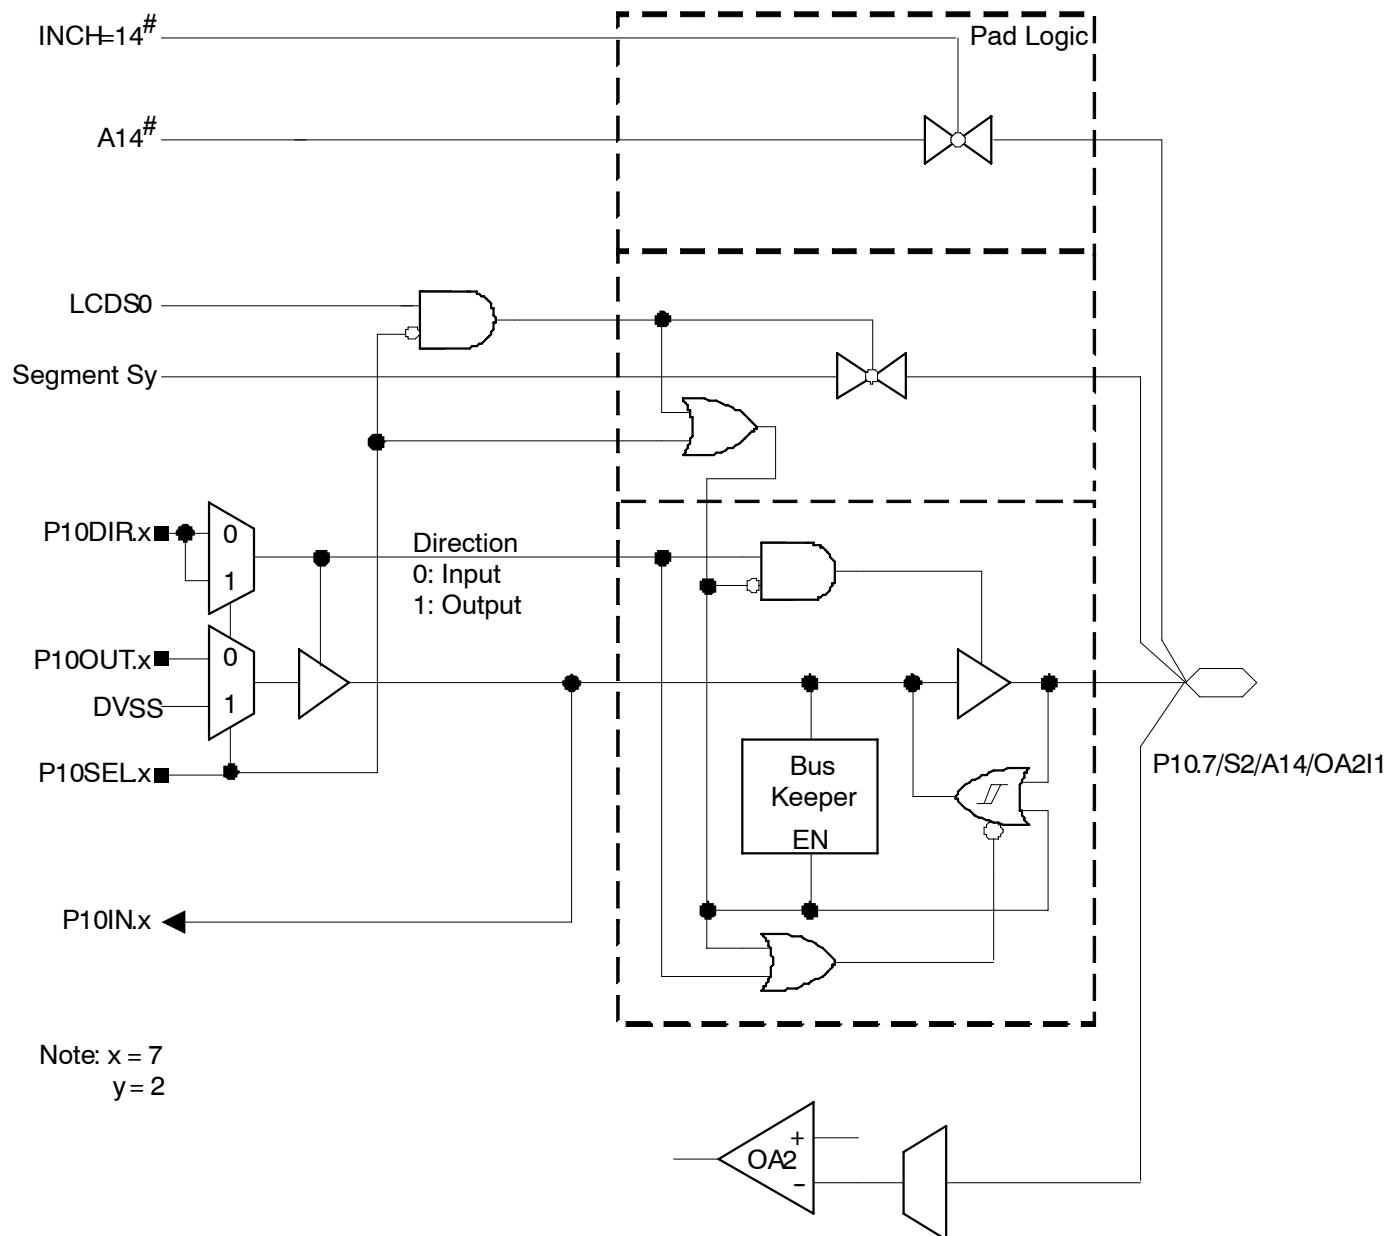 INCH=14#
Pad Logic
A14#
LCDS0
Segment Sy
P10DIR.x
0
1
Direction
0: Input
1: Output
P10OUT.x
0
DVSS
1
P10SEL.x
Bus
Keeper
EN
P10.7/S2/A14/OA2I1
P10IN.x
Note: x = 7
y = 2
+
OA2
−